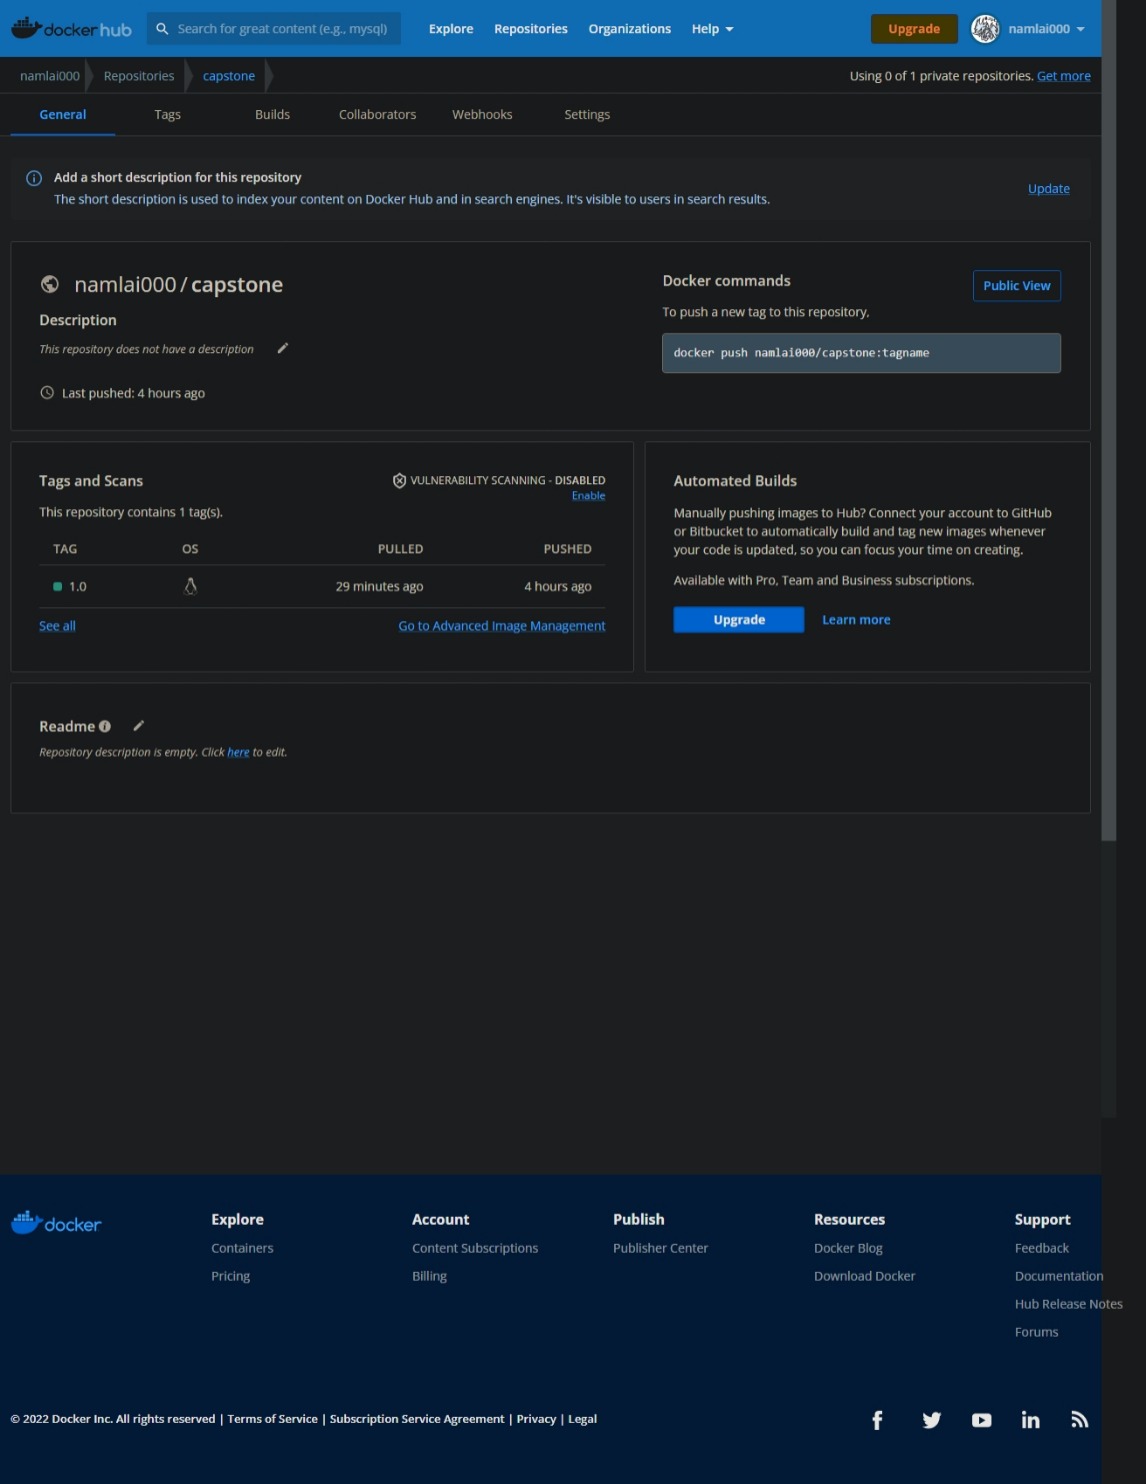 docker hub
Search for great content (e.g., mysql)
Explore
Repositories
Organizations
Help
Upgrade
namlai000
namlai000
Repositories
capstone
Using 0 of 1 private repositories. Get more
General
Tags
Builds
Collaborators
Webhooks
Settings
Add a short description for this repository
The short description is used to index your content on Docker Hub and in search engines. It's visible to users in search results.
Update
namlai000 / capstone
Description
This repository does not have a description
Last pushed: 4 hours ago
Docker commands
Public View
To push a new tag to this repository,
docker push namlai000/capstone:tagname
Tags and Scans
VULNERABILITY SCANNING - DISABLED
Enable
This repository contains 1 tag(s).
TAG OS PULLED PUSHED
1.0 29 minutes ago 4 hours ago
See all
Go to Advanced Image Management
Automated Builds
Manually pushing images to Hub? Connect your account to GitHub
or Bitbucket to automatically build and tag new images whenever
your code is updated, so you can focus your time on creating.
Available with Pro, Team and Business subscriptions.
Upgrade
Learn more
Readme
Repository description is empty. Click here to edit.
docker
Explore
Containers
Pricing
Account
Content Subscriptions
Billing
Publish
Publisher Center
Resources
Docker Blog
Download Docker
Support
Feedback
Documentation
Hub Release Notes
Forums
© 2022 Docker Inc. All rights reserved | Terms of Service | Subscription Service Agreement | Privacy | Legal